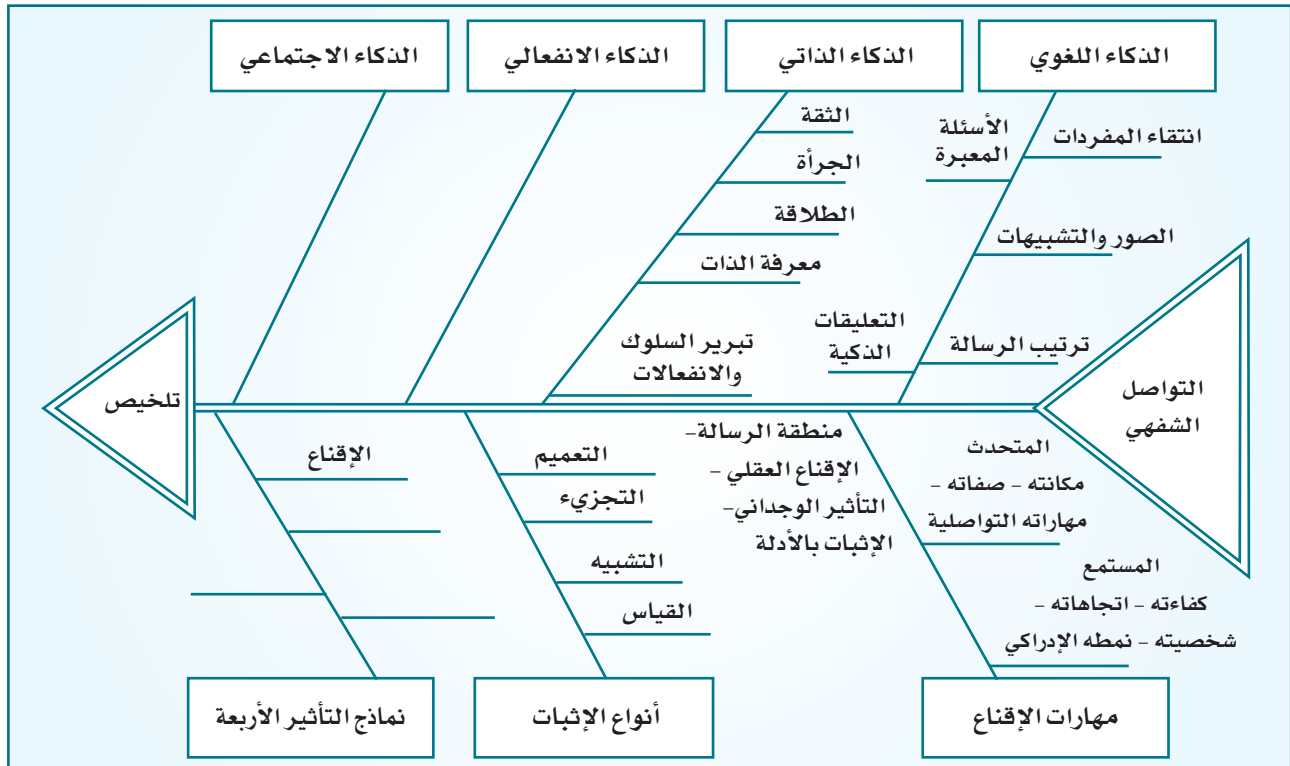 الذكاء اللغوي
الذكاء الذاتي
الذكاء الانفعالي
الذكاء الاجتماعي
انتقاء المفردات
الأسئلة
المعبرة
الصور والتشبيهات
ترتيب الرسالة
التعليقات
الذكية
الثقة
الجرأة
الطلاقة
معرفة الذات
تبرير السلوك
والانفعالات
التواصل
الشفهي
تلخيص
المتحدث
مكانته - صفاته -
مهاراته التواصلية
المستمع
كفاءته - اتجاهاته -
شخصيته - نمطه الإدراكي
منطقة الرسالة-
الإقناع العقلي -
التأثير الوجداني-
الإثبات بالأدلة
التعميم
التجزيء
التشبيه
القياس
الإقناع
مهارات الإقناع
أنواع الإثبات
نماذج التأثير الأربعة